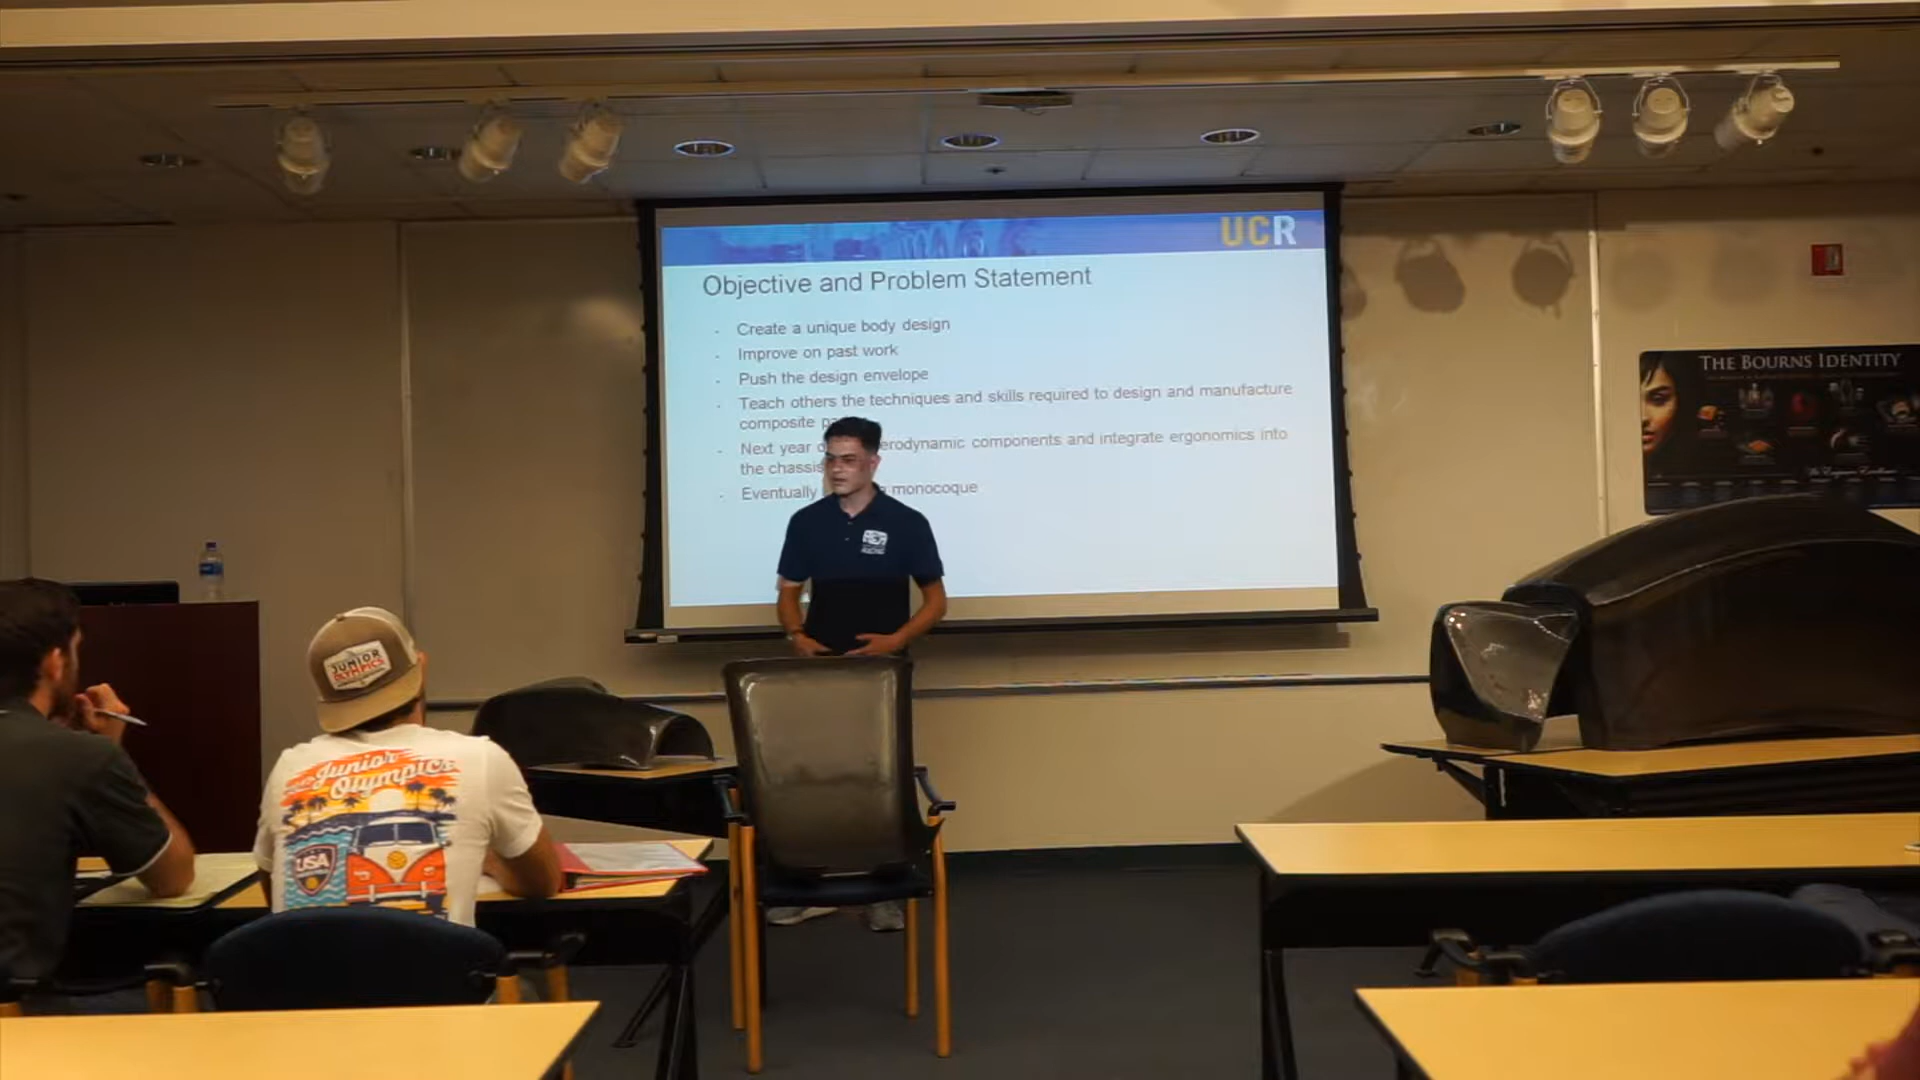 UCR
Objective and Problem Statement
- Create a unique body design
- Improve on past work
- Push the design envelope
- Teach others the techniques and skills required to design and manufacture
composite
- Next year erodynamic components and integrate ergonomics into
the chassis
- Eventually monocoque
THE BOURNS IDENTITY
JUNIOR
OLYMPICS
Junior
Olympics
USA